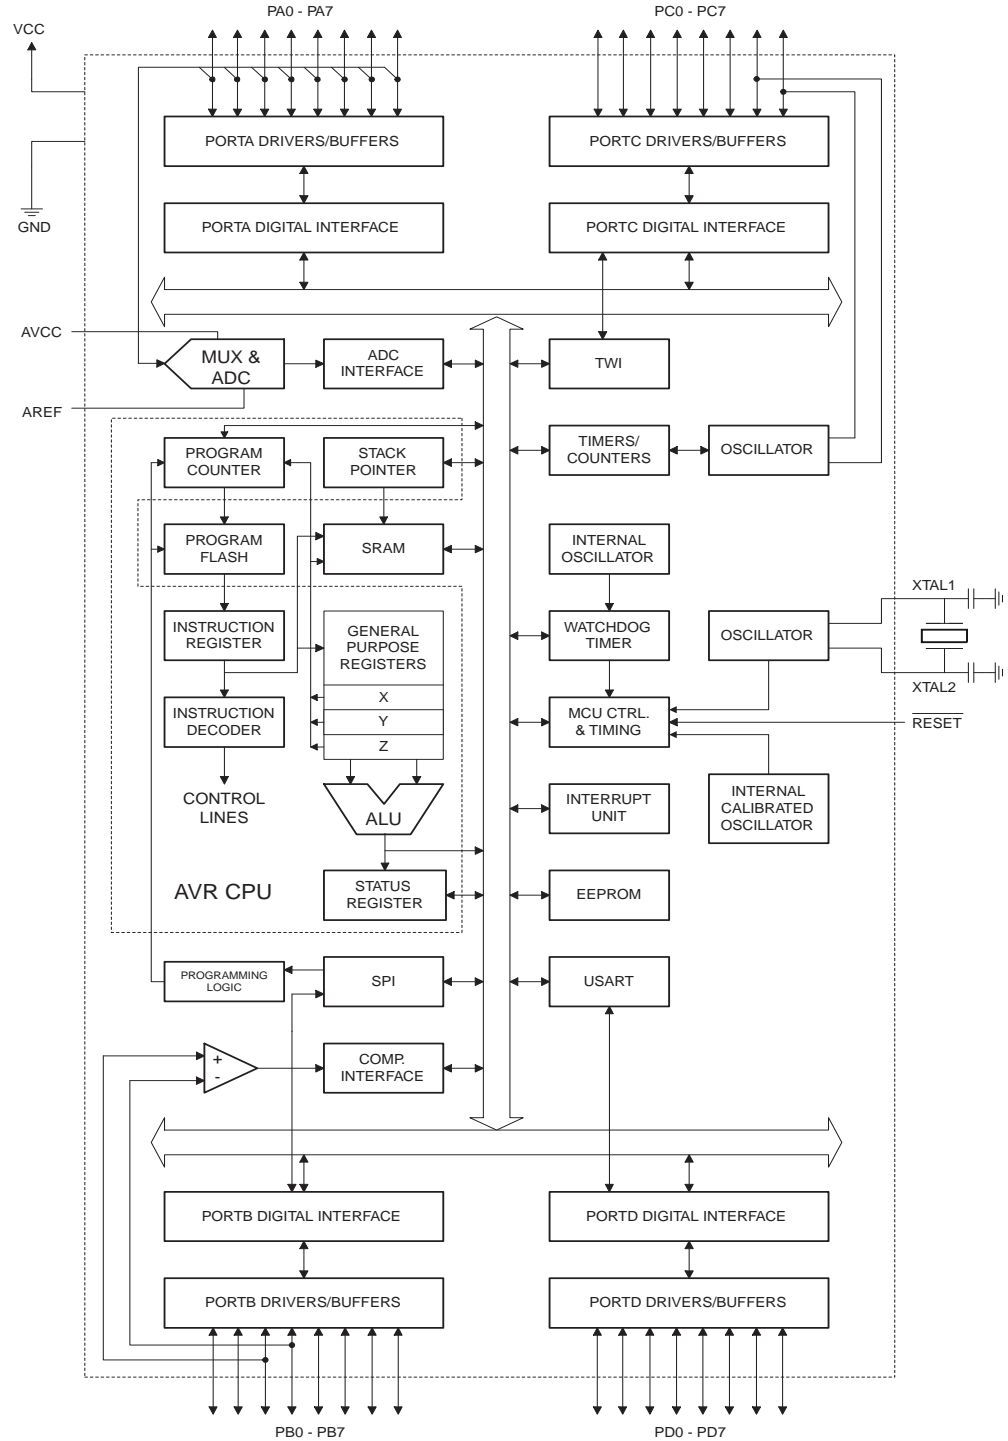 PA0 - PA7
PC0 - PC7
VCC
PORTA DRIVERS/BUFFERS
PORTC DRIVERS/BUFFERS
PORTA DIGITAL INTERFACE
PORTC DIGITAL INTERFACE
GND
AVCC
MUX &
ADC
ADC
INTERFACE
TWI
AREF
PROGRAM
COUNTER
STACK
POINTER
TIMERS/
COUNTERS
OSCILLATOR
PROGRAM
FLASH
SRAM
INTERNAL
OSCILLATOR
XTAL1
INSTRUCTION
REGISTER
GENERAL
PURPOSE
REGISTERS
WATCHDOG
TIMER
OSCILLATOR
XTAL2
X
INSTRUCTION
DECODER
Y
Z
MCU CTRL.
& TIMING
RESET
CONTROL
LINES
ALU
INTERRUPT
UNIT
INTERNAL
CALIBRATED
OSCILLATOR
AVR CPU
STATUS
REGISTER
EEPROM
PROGRAMMING
LOGIC
SPI
USART
+
-
COMP.
INTERFACE
PORTB DIGITAL INTERFACE
PORTD DIGITAL INTERFACE
PORTB DRIVERS/BUFFERS
PORTD DRIVERS/BUFFERS
PB0 - PB7
PD0 - PD7